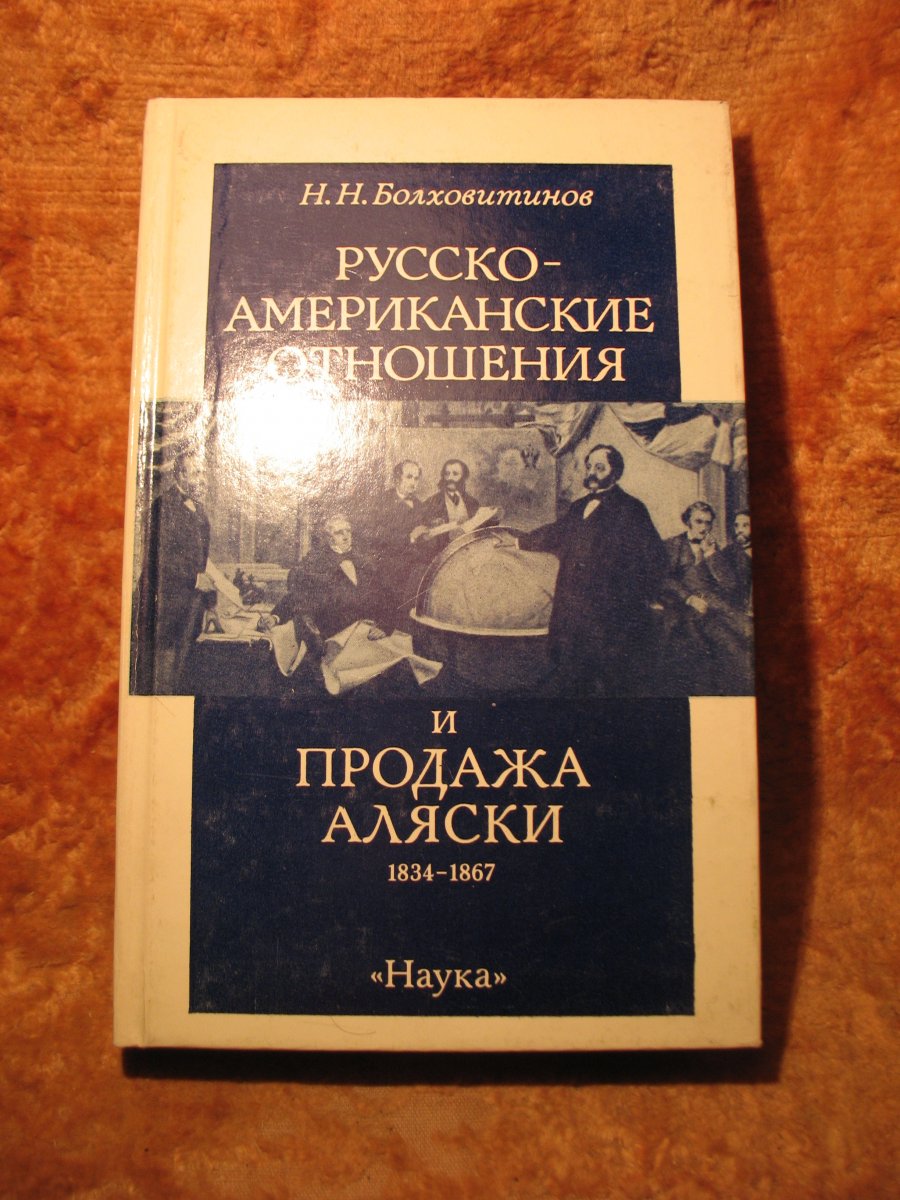 Н. Н. Болховитинов
РУССКО-
АМЕРИКАНСКИЕ
ОТНОШЕНИЯ
И
ПРОДАЖА
АЛЯСКИ
1834–1867
«Наука»